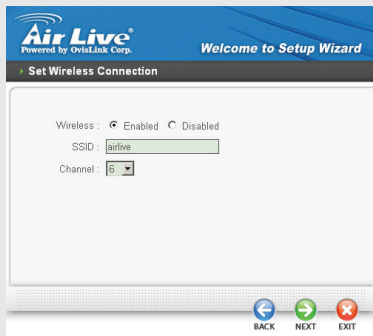 Air Live®
Powered by OvisLink Corp.
Welcome to Setup Wizard
Set Wireless Connection
Wireless : Enabled Disabled
SSID : airlive
Channel : 6
BACK NEXT EXIT